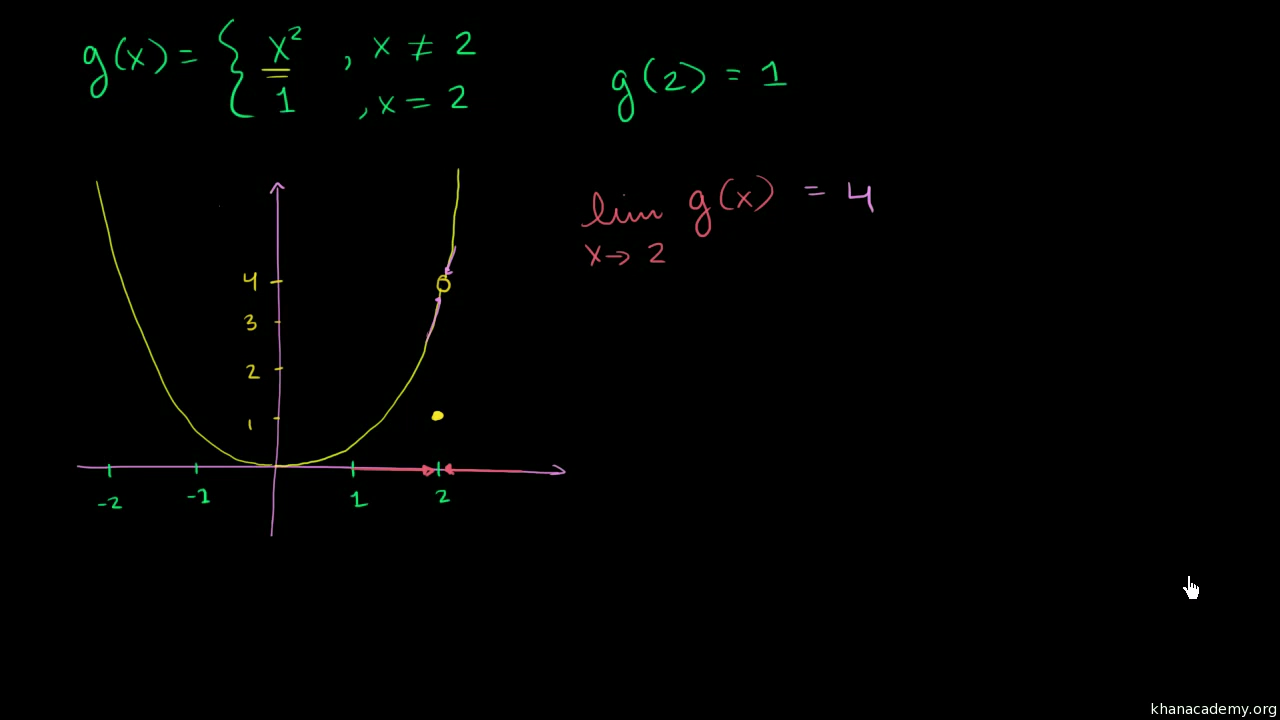 g(x) = { x² , x ≠ 2
1 , x = 2
g(2) = 1
lim g(x) = 4
x→2
4
3
2
1
-2 -1 1 2
khanacademy.org